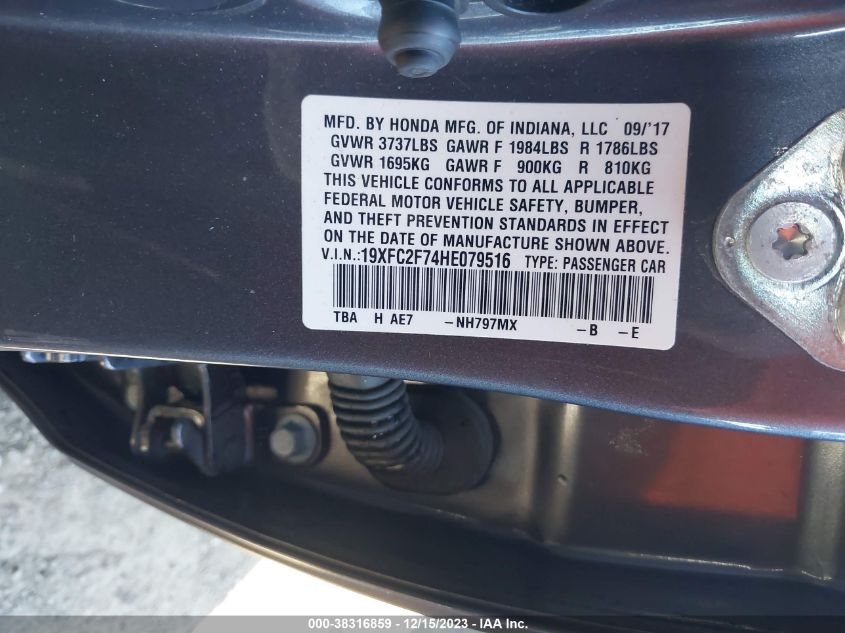 MFD. BY HONDA MFG. OF INDIANA, LLC 09/'17
GVWR 3737LBS GAWR F 1984LBS R 1786LBS
GVWR 1695KG GAWR F 900KG R 810KG
THIS VEHICLE CONFORMS TO ALL APPLICABLE
FEDERAL MOTOR VEHICLE SAFETY, BUMPER,
AND THEFT PREVENTION STANDARDS IN EFFECT
ON THE DATE OF MANUFACTURE SHOWN ABOVE.
V.I.N.:19XFC2F74HE079516 TYPE: PASSENGER CAR
TBA H AE7 -NH797MX -B -E
000-38316859 - 12/15/2023 - IAA Inc.